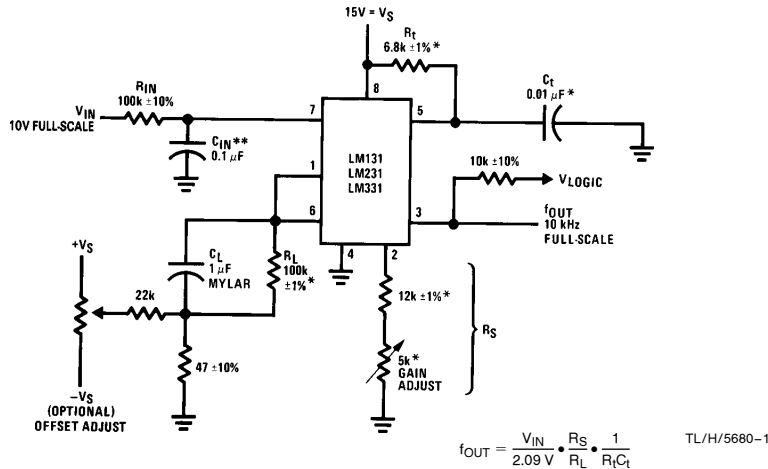 15V = VS
Rt
6.8k ±1% *
8
Ct
0.01 μF *
RIN
100k ±10%
VIN
10V FULL-SCALE
7
5
CIN**
0.1 μF
LM131
LM231
LM331
1
10k ±10%
VLOGIC
6
3
fOUT
10 kHz
FULL-SCALE
4
2
CL
1 μF
MYLAR
RL
100k
±1% *
+VS
12k ±1% *
22k
RS
47 ±10%
5k *
GAIN
ADJUST
–VS
(OPTIONAL)
OFFSET ADJUST
fOUT = VIN / 2.09 V • RS / RL • 1 / RtCt
TL/H/5680–1